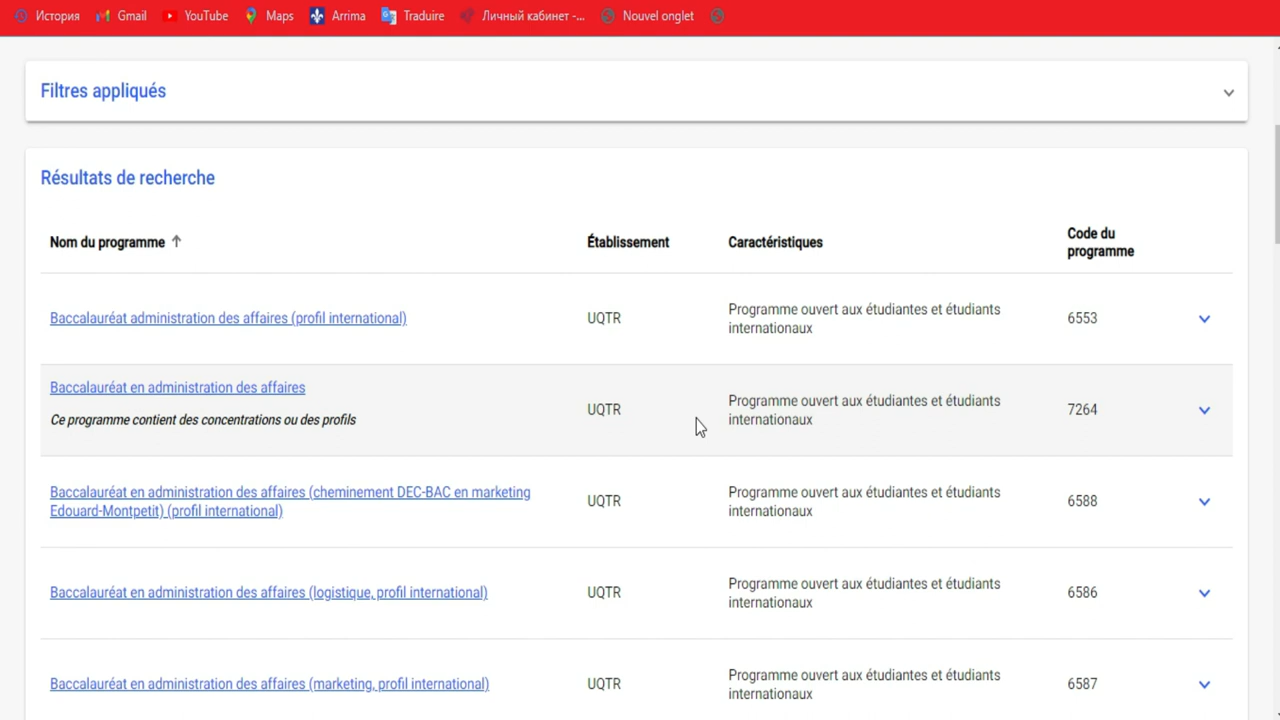 История Gmail YouTube Maps Arrima Traduire Личный кабинет -... Nouvel onglet
Filtres appliqués
Résultats de recherche
Nom du programme Établissement Caractéristiques Code du
programme
Baccalauréat administration des affaires (profil international) UQTR Programme ouvert aux étudiantes et étudiants
internationaux 6553
Baccalauréat en administration des affaires
Ce programme contient des concentrations ou des profils UQTR Programme ouvert aux étudiantes et étudiants
internationaux 7264
Baccalauréat en administration des affaires (cheminement DEC-BAC en marketing
Edouard-Montpetit) (profil international) UQTR Programme ouvert aux étudiantes et étudiants
internationaux 6588
Baccalauréat en administration des affaires (logistique, profil international) UQTR Programme ouvert aux étudiantes et étudiants
internationaux 6586
Baccalauréat en administration des affaires (marketing, profil international) UQTR Programme ouvert aux étudiantes et étudiants
internationaux 6587